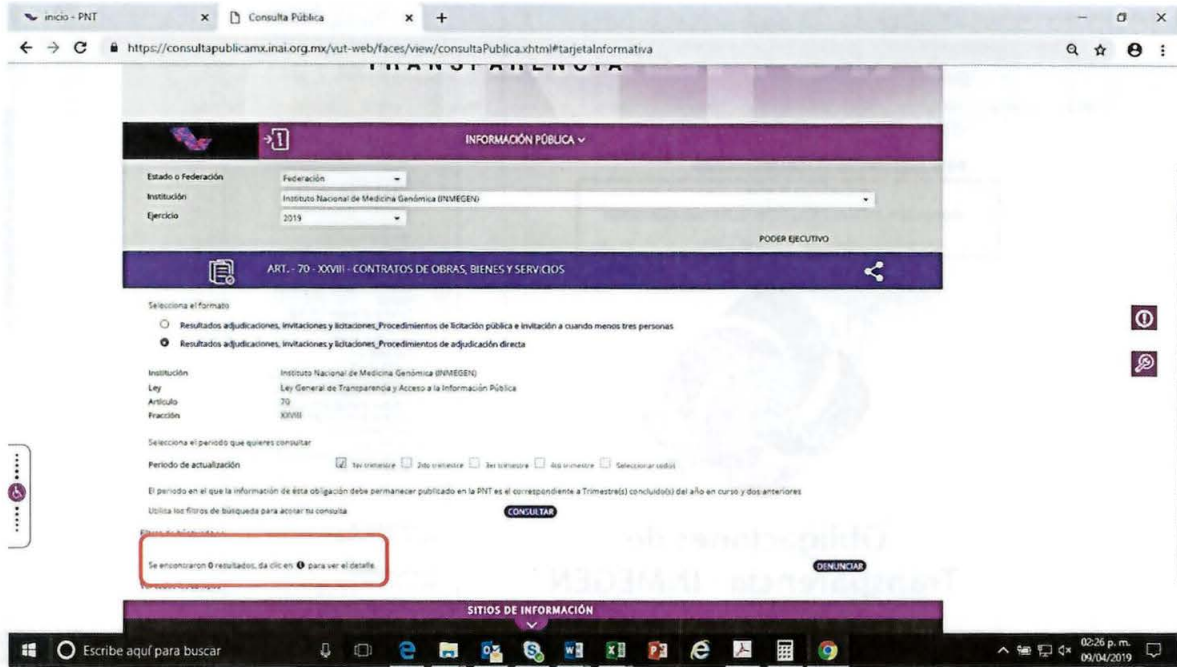 inicio - PNT
Consulta Pública
https://consultapublicamx.inai.org.mx/vut-web/faces/view/consultaPublica.xhtml#tarjetaInformativa
TRANSPARENCIA
INFORMACIÓN PÚBLICA
Estado o Federación Federación
Institución Instituto Nacional de Medicina Genómica (INMEGEN)
Ejercicio 2019
PODER EJECUTIVO
ART. - 70 - XXVIII - CONTRATOS DE OBRAS, BIENES Y SERVICIOS
Selecciona el formato
Resultados adjudicaciones, invitaciones y licitaciones_Procedimientos de licitación pública e invitación a cuando menos tres personas
Resultados adjudicaciones, invitaciones y licitaciones_Procedimientos de adjudicación directa
Institución Instituto Nacional de Medicina Genómica (INMEGEN)
Ley Ley General de Transparencia y Acceso a la Información Pública
Artículo 70
Fracción XXVIII
Selecciona el periodo que quieres consultar
Periodo de actualización 1er trimestre 2do trimestre 3er trimestre 4to trimestre Seleccionar todos
El periodo en el que la información de ésta obligación debe permanecer publicado en la PNT es el correspondiente a Trimestre(s) concluido(s) del año en curso y dos anteriores
Utiliza los filtros de búsqueda para acotar tu consulta CONSULTAR
Filtros de búsqueda
Se encontraron 0 resultados, da clic en para ver el detalle. DENUNCIAR
SITIOS DE INFORMACIÓN
Escribe aquí para buscar
02:26 p. m.
09/04/2019